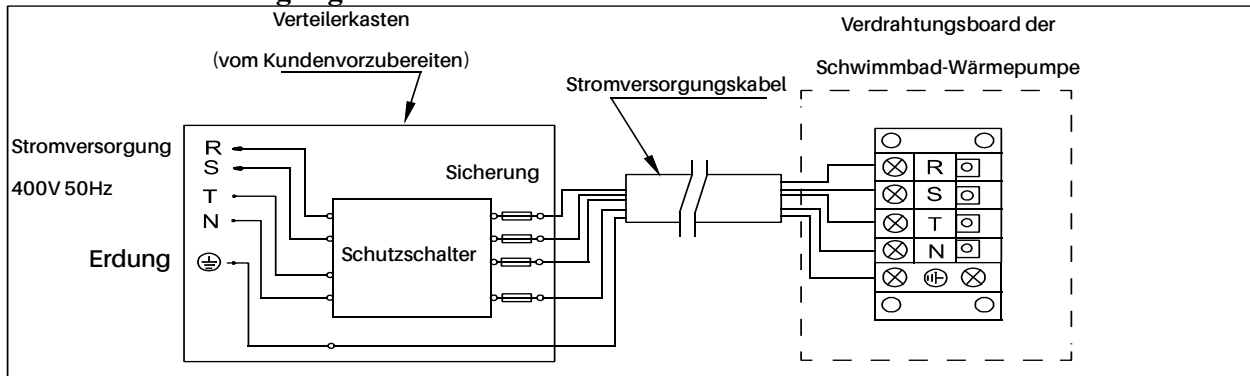 Verteilerkasten
(vom Kundenvorzubereiten)
Verdrahtungsboard der
Schwimmbad-Wärmepumpe
Stromversorgungskabel
Stromversorgung
400V 50Hz
Erdung
R
S
T
N
Sicherung
Schutzschalter
R
S
T
N